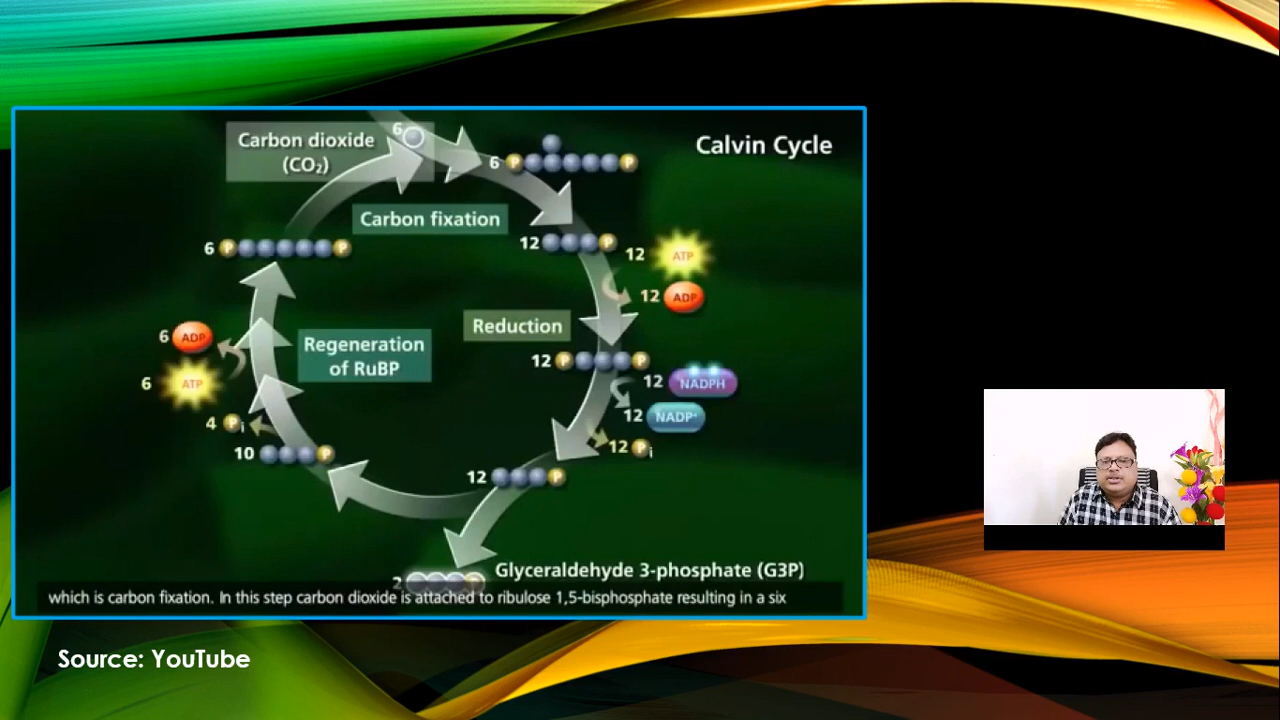 Calvin Cycle
Carbon dioxide
(CO₂)
6
6 P P
Carbon fixation
12 P
12 ATP
12 ADP
6 P P
Reduction
12 P P
12 NADPH
12 NADP⁺
12 Pi
Regeneration
of RuBP
6 ADP
6 ATP
4 Pi
10 P
12 P
Glyceraldehyde 3-phosphate (G3P)
2 P
which is carbon fixation. In this step carbon dioxide is attached to ribulose 1,5-bisphosphate resulting in a six
Source: YouTube